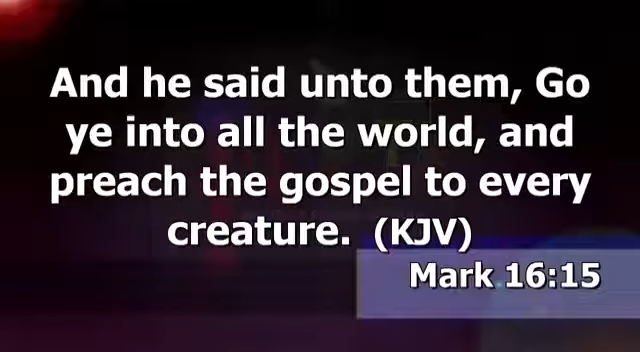 And he said unto them, Go
ye into all the world, and
preach the gospel to every
creature. (KJV)
Mark 16:15